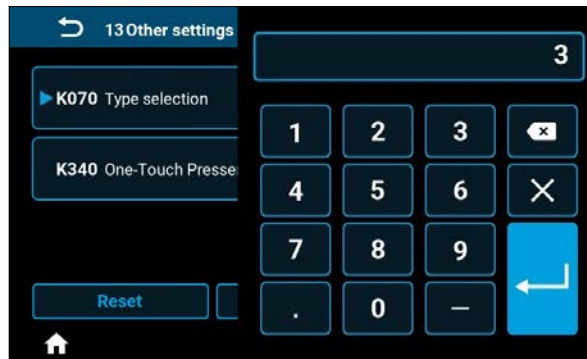 13 Other settings
3
K070 Type selection
K340 One-Touch Presse
1 2 3
4 5 6
7 8 9
. 0 —
Reset